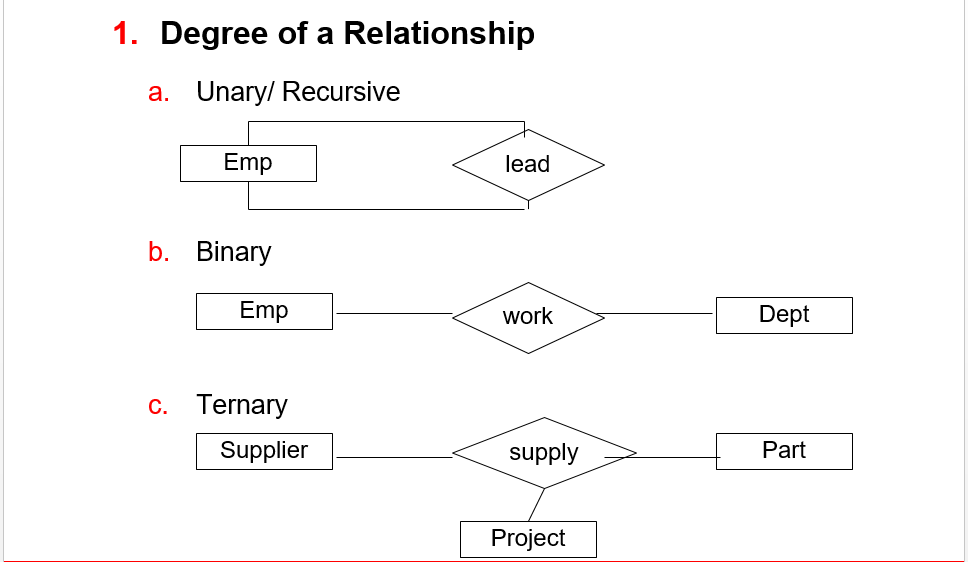 1. Degree of a Relationship
a. Unary/ Recursive
Emp lead
b. Binary
Emp work Dept
c. Ternary
Supplier supply Part
Project